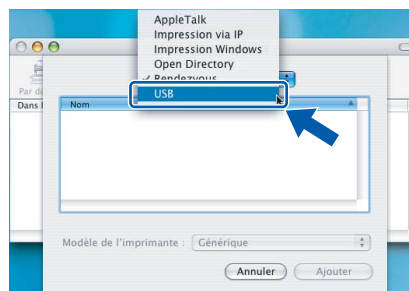 AppleTalk
Impression via IP
Impression Windows
Open Directory
✓ Rendezvous
USB
Par dé
Dans l
Nom
Modèle de l'imprimante : Générique
Annuler
Ajouter